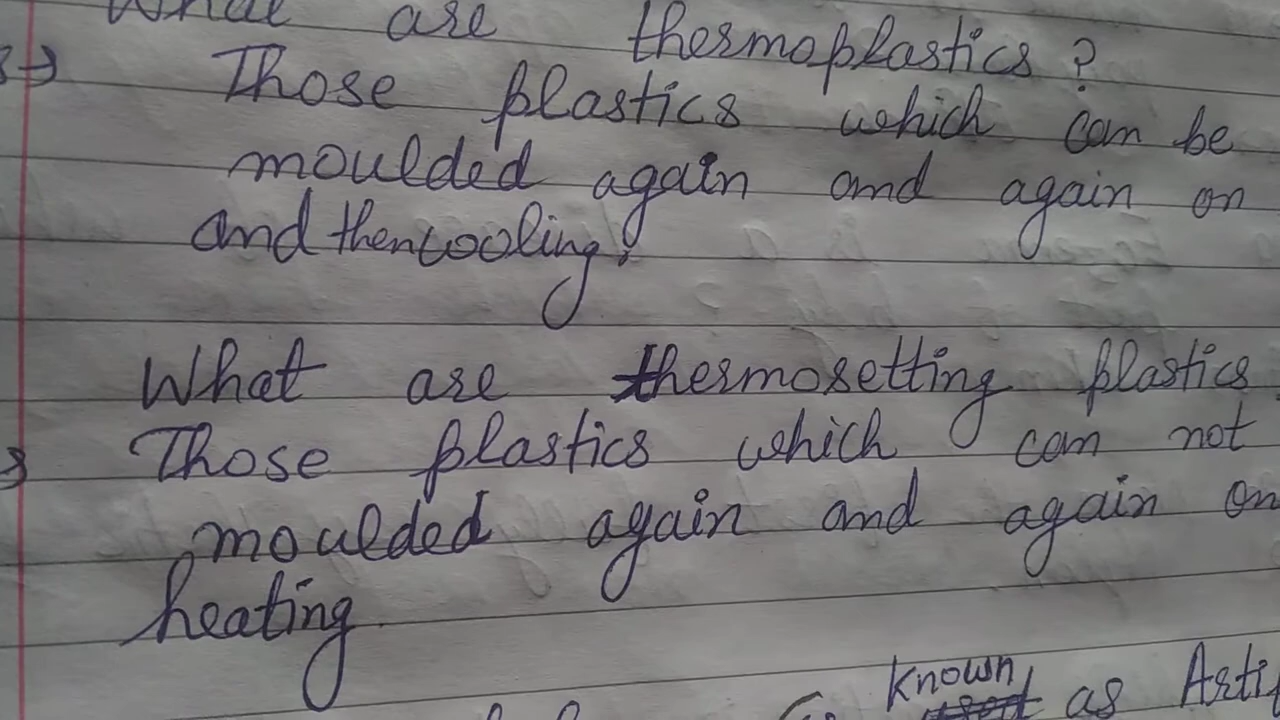 What are thermoplastics ?
Those plastics which can be
moulded again and again on
and then cooling.
What are thermosetting plastics
Those plastics which can not
moulded again and again on
heating
Known
as